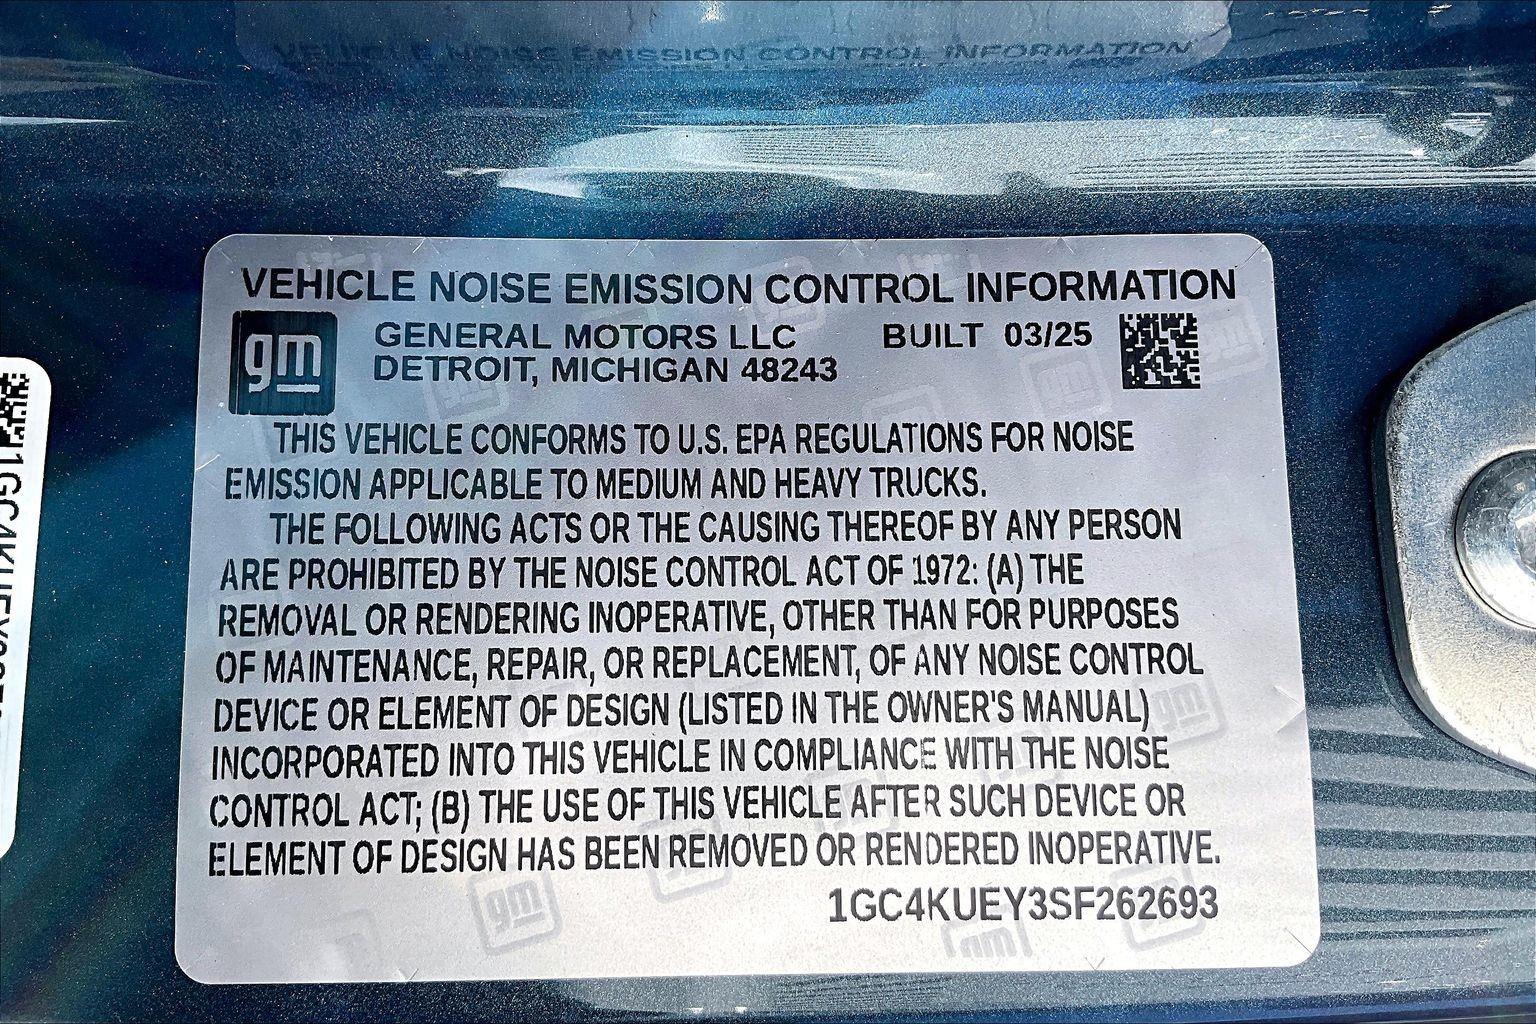 VEHICLE NOISE EMISSION CONTROL INFORMATION
VEHICLE NOISE EMISSION CONTROL INFORMATION
gm
GENERAL MOTORS LLC BUILT 03/25
DETROIT, MICHIGAN 48243
THIS VEHICLE CONFORMS TO U.S. EPA REGULATIONS FOR NOISE
EMISSION APPLICABLE TO MEDIUM AND HEAVY TRUCKS.
THE FOLLOWING ACTS OR THE CAUSING THEREOF BY ANY PERSON
ARE PROHIBITED BY THE NOISE CONTROL ACT OF 1972: (A) THE
REMOVAL OR RENDERING INOPERATIVE, OTHER THAN FOR PURPOSES
OF MAINTENANCE, REPAIR, OR REPLACEMENT, OF ANY NOISE CONTROL
DEVICE OR ELEMENT OF DESIGN (LISTED IN THE OWNER'S MANUAL)
INCORPORATED INTO THIS VEHICLE IN COMPLIANCE WITH THE NOISE
CONTROL ACT; (B) THE USE OF THIS VEHICLE AFTER SUCH DEVICE OR
ELEMENT OF DESIGN HAS BEEN REMOVED OR RENDERED INOPERATIVE.
1GC4KUEY3SF262693